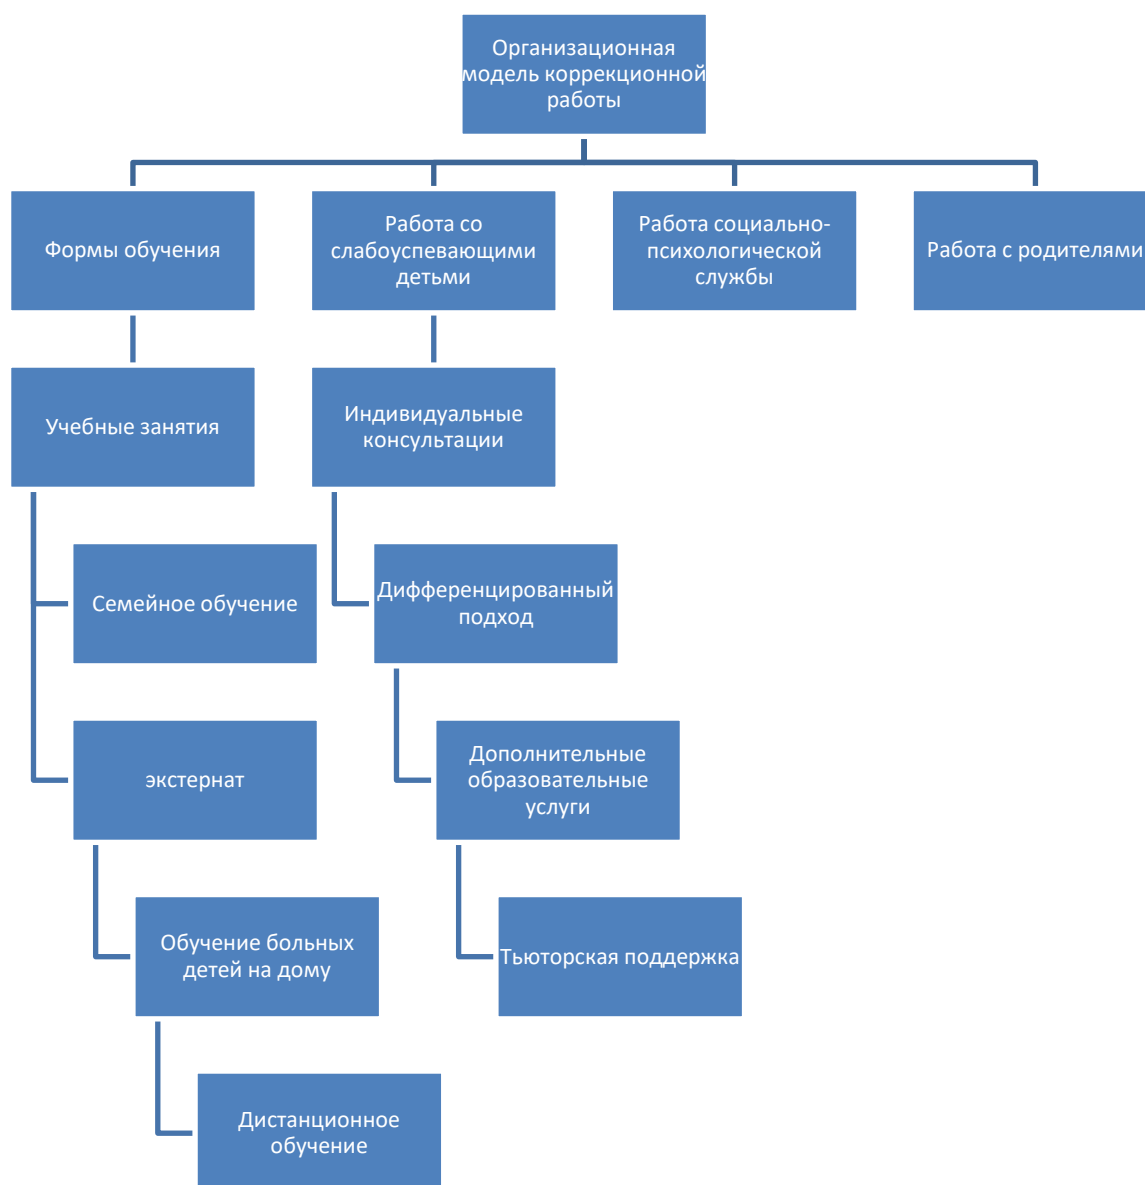 Организационная
модель коррекционной
работы
Формы обучения
Работа со
слабоуспевающими
детьми
Работа социально-
психологической
службы
Работа с родителями
Учебные занятия
Индивидуальные
консультации
Семейное обучение
Дифференцированный
подход
экстернат
Дополнительные
образовательные
услуги
Обучение больных
детей на дому
Тьюторская поддержка
Дистанционное
обучение